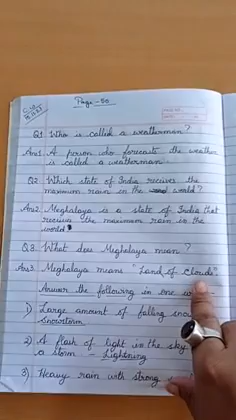 Page-50
C.W.
Q1. Who is called a weatherman?
Ans1. A person who forecasts the weather
is called a weatherman.
Q2. Which state of India receives the
maximum rain in the world?
Ans2. Meghalaya is a state of India that
receives the maximum rain in the
world.
Q3. What does Meghalaya mean?
Ans3. Meghalaya means "Land of clouds".
Answer the following in one
1) Large amount of falling snow
Snowstorm
2) A flash of light in the sky
a storm - Lightning
3) Heavy rain with strong